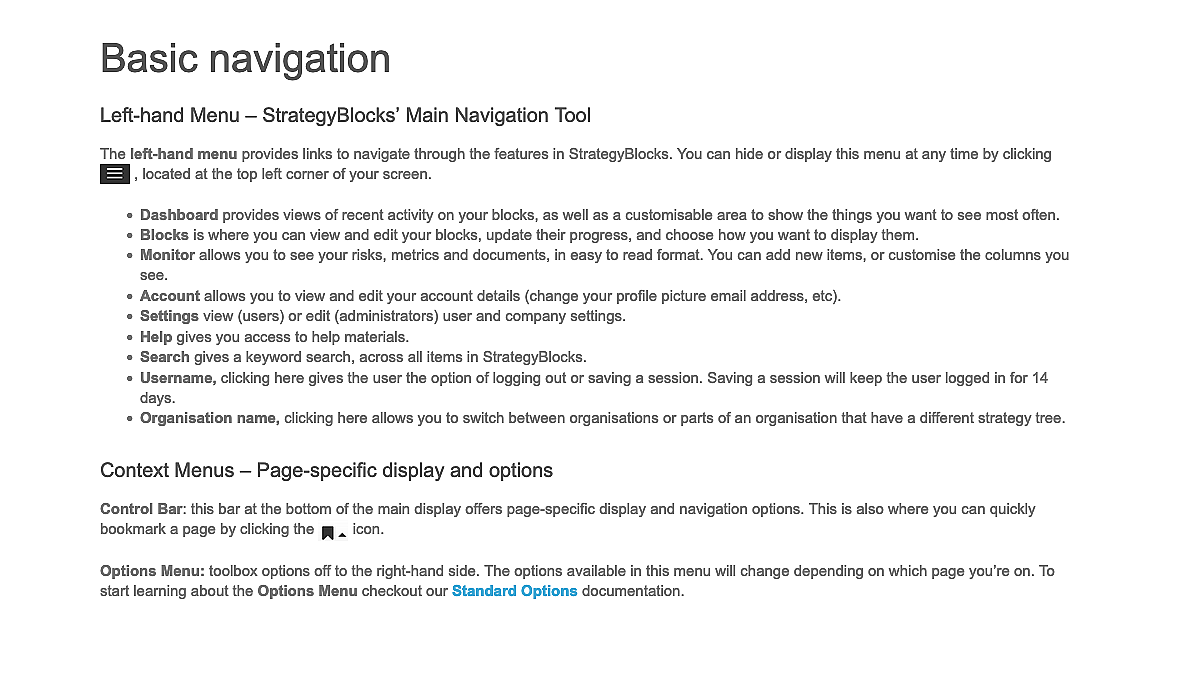 Basic navigation
Left-hand Menu – StrategyBlocks’ Main Navigation Tool
The left-hand menu provides links to navigate through the features in StrategyBlocks. You can hide or display this menu at any time by clicking
, located at the top left corner of your screen.
• Dashboard provides views of recent activity on your blocks, as well as a customisable area to show the things you want to see most often.
• Blocks is where you can view and edit your blocks, update their progress, and choose how you want to display them.
• Monitor allows you to see your risks, metrics and documents, in easy to read format. You can add new items, or customise the columns you
see.
• Account allows you to view and edit your account details (change your profile picture email address, etc).
• Settings view (users) or edit (administrators) user and company settings.
• Help gives you access to help materials.
• Search gives a keyword search, across all items in StrategyBlocks.
• Username, clicking here gives the user the option of logging out or saving a session. Saving a session will keep the user logged in for 14
days.
• Organisation name, clicking here allows you to switch between organisations or parts of an organisation that have a different strategy tree.
Context Menus – Page-specific display and options
Control Bar: this bar at the bottom of the main display offers page-specific display and navigation options. This is also where you can quickly
bookmark a page by clicking the icon.
Options Menu: toolbox options off to the right-hand side. The options available in this menu will change depending on which page you’re on. To
start learning about the Options Menu checkout our Standard Options documentation.